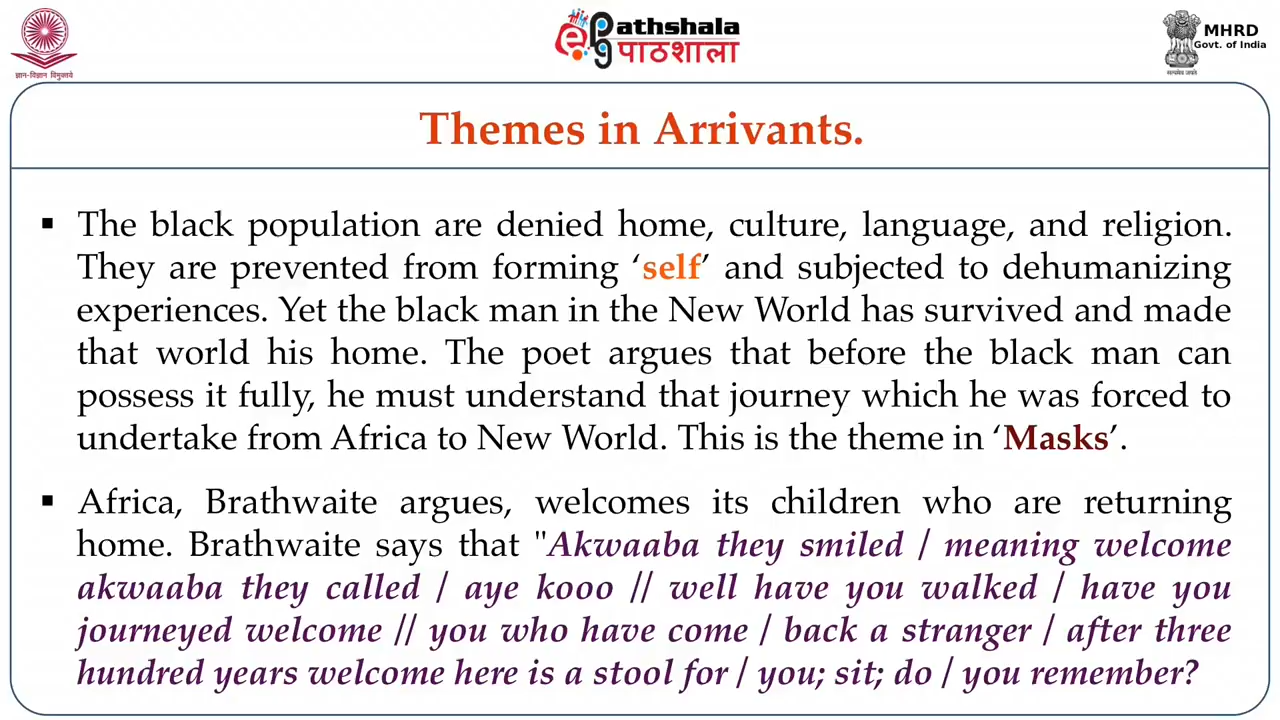 ज्ञान-विज्ञान विमुक्तये
ePg Pathshala
पाठशाला
MHRD
Govt. of India
सत्यमेव जयते
Themes in Arrivants.
▪ The black population are denied home, culture, language, and religion.
They are prevented from forming ‘self’ and subjected to dehumanizing
experiences. Yet the black man in the New World has survived and made
that world his home. The poet argues that before the black man can
possess it fully, he must understand that journey which he was forced to
undertake from Africa to New World. This is the theme in ‘Masks’.
▪ Africa, Brathwaite argues, welcomes its children who are returning
home. Brathwaite says that "Akwaaba they smiled / meaning welcome
akwaaba they called / aye kooo // well have you walked / have you
journeyed welcome // you who have come / back a stranger / after three
hundred years welcome here is a stool for / you; sit; do / you remember?